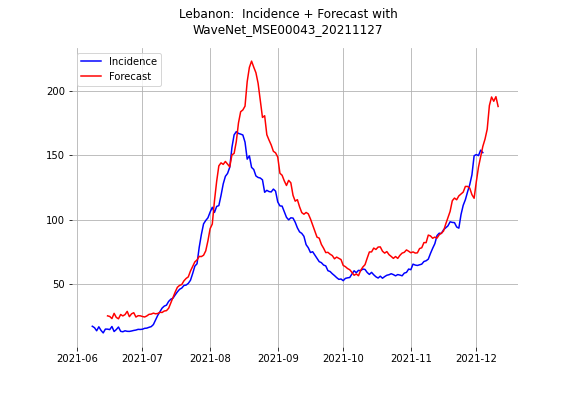 Lebanon:  Incidence + Forecast with
WaveNet_MSE00043_20211127
Incidence
Forecast
200
150
100
50
2021-06
2021-07
2021-08
2021-09
2021-10
2021-11
2021-12